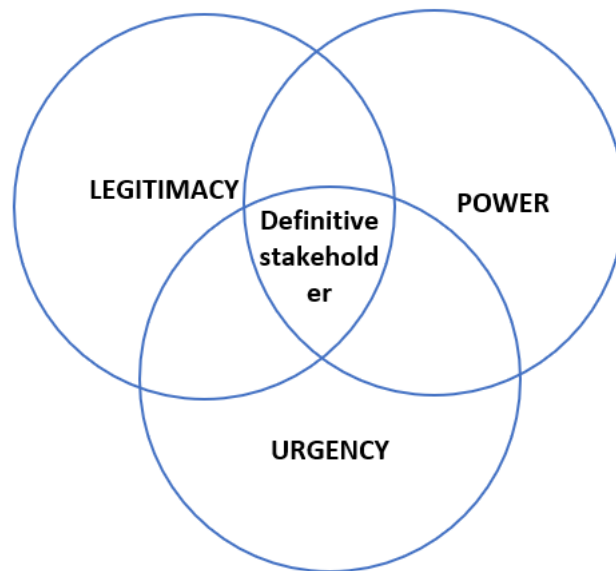 LEGITIMACY
POWER
Definitive
stakehold
er
URGENCY